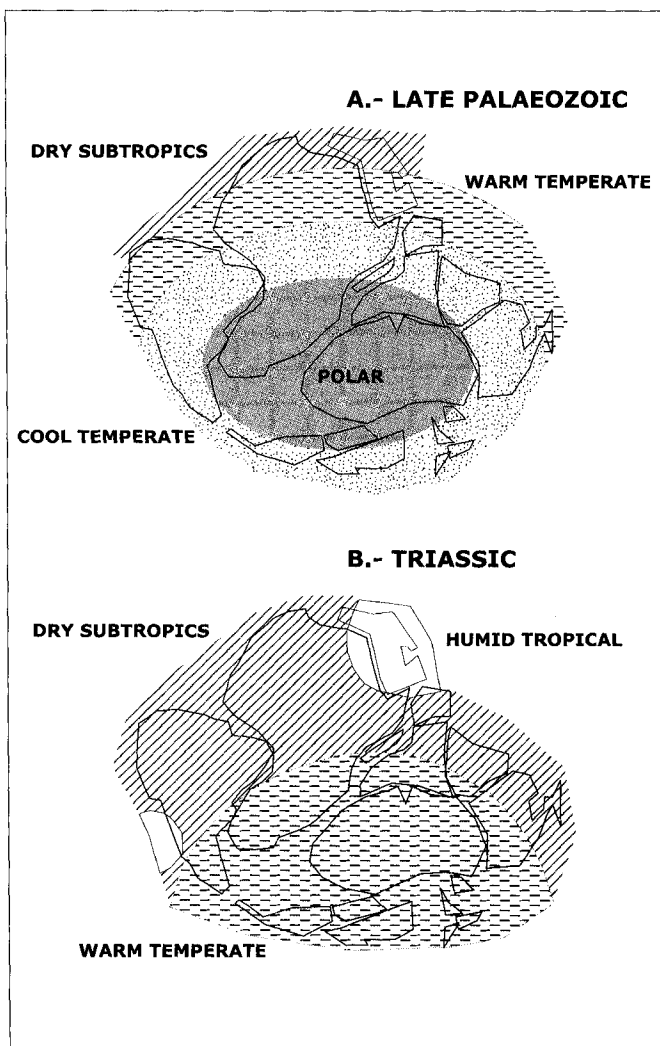 A.- LATE PALAEOZOIC
DRY SUBTROPICS
WARM TEMPERATE
POLAR
COOL TEMPERATE
B.- TRIASSIC
DRY SUBTROPICS
HUMID TROPICAL
WARM TEMPERATE